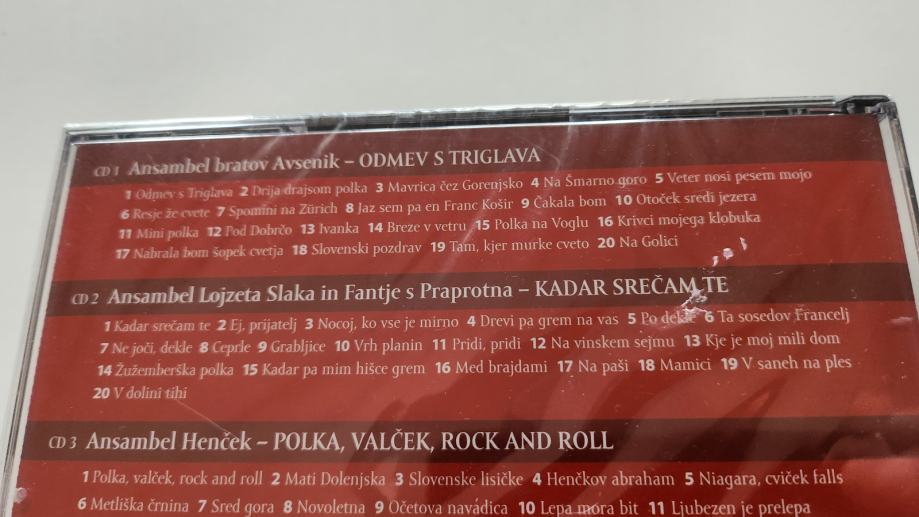 CD 1 Ansambel bratov Avsenik – ODMEV S TRIGLAVA
1 Odmev s Triglava 2 Drija drajsom polka 3 Mavrica čez Gorenjsko 4 Na Šmarno goro 5 Veter nosi pesem mojo
6 Resje že cvete 7 Spomini na Zürich 8 Jaz sem pa en Franc Košir 9 Čakala bom 10 Otoček sredi jezera
11 Mini polka 12 Pod Dobrčo 13 Ivanka 14 Breze v vetru 15 Polka na Voglu 16 Krivci mojega klobuka
17 Nabrala bom šopek cvetja 18 Slovenski pozdrav 19 Tam, kjer murke cveto 20 Na Golici
CD 2 Ansambel Lojzeta Slaka in Fantje s Praprotna – KADAR SREČAM TE
1 Kadar srečam te 2 Ej, prijatelj 3 Nocoj, ko vse je mirno 4 Drevi pa grem na vas 5 Po dekle 6 Ta sosedov Francelj
7 Ne joči, dekle 8 Čeprle 9 Grabljice 10 Vrh planin 11 Pridi, pridi 12 Na vinskem sejmu 13 Kje je moj mili dom
14 Žužemberška polka 15 Kadar pa mim hišce grem 16 Med brajdami 17 Na paši 18 Mamici 19 V saneh na ples
20 V dolini tihi
CD 3 Ansambel Henček – POLKA, VALČEK, ROCK AND ROLL
1 Polka, valček, rock and roll 2 Mati Dolenjska 3 Slovenske lisičke 4 Henčkov abraham 5 Niagara, cviček falls
6 Metliška črnina 7 Sred gora 8 Novoletna 9 Očetova navádica 10 Lepa mora bit 11 Ljubezen je prelepa